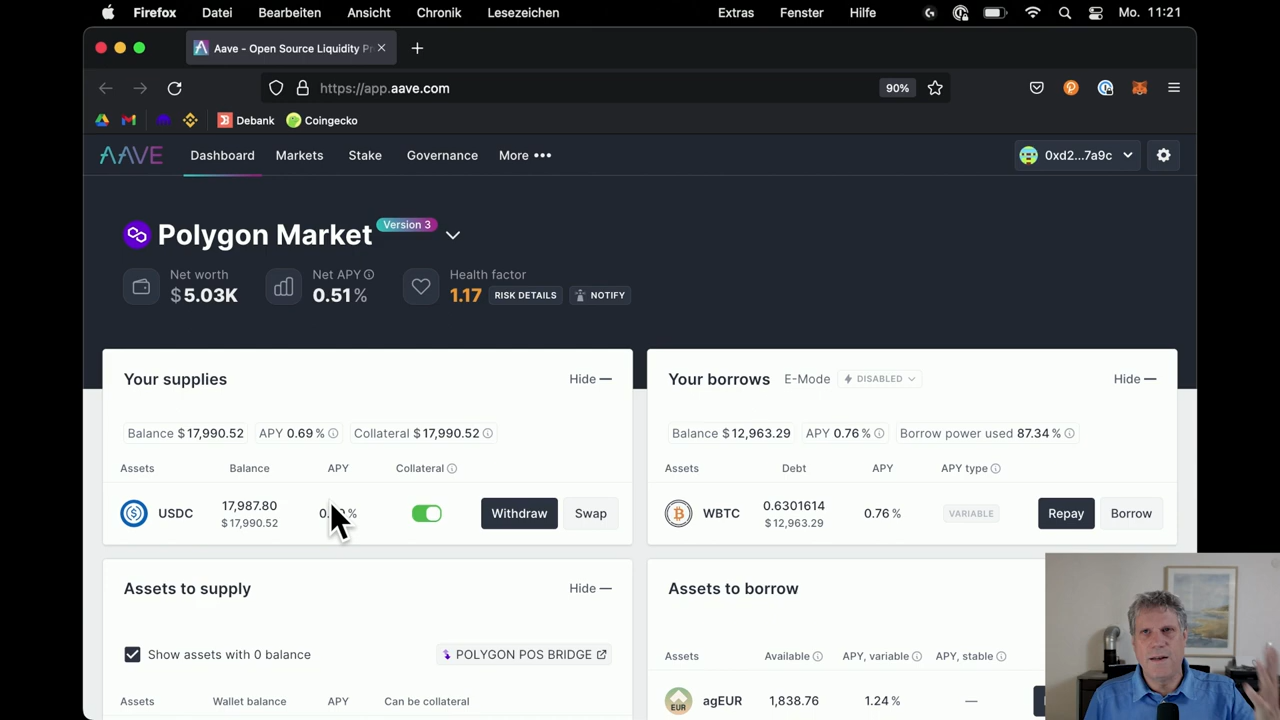 Firefox Datei Bearbeiten Ansicht Chronik Lesezeichen Extras Fenster Hilfe Mo. 11:21
Aave - Open Source Liquidity Pr
https://app.aave.com 90%
Debank Coingecko
AAVE Dashboard Markets Stake Governance More 0xd2...7a9c
Polygon Market Version 3
Net worth Net APY Health factor
$5.03K 0.51 % 1.17 RISK DETAILS NOTIFY
Your supplies Hide
Balance $17,990.52 APY 0.69 % Collateral $17,990.52
Assets Balance APY Collateral
USDC 17,987.80 % Withdraw Swap
$17,990.52
Your borrows E-Mode DISABLED Hide
Balance $12,963.29 APY 0.76 % Borrow power used 87.34 %
Assets Debt APY APY type
WBTC 0.6301614 0.76 % VARIABLE Repay Borrow
$12,963.29
Assets to supply Hide
Show assets with 0 balance POLYGON POS BRIDGE
Assets Wallet balance APY Can be collateral
Assets to borrow
Assets Available APY, variable APY, stable
EUR agEUR 1,838.76 1.24 % —